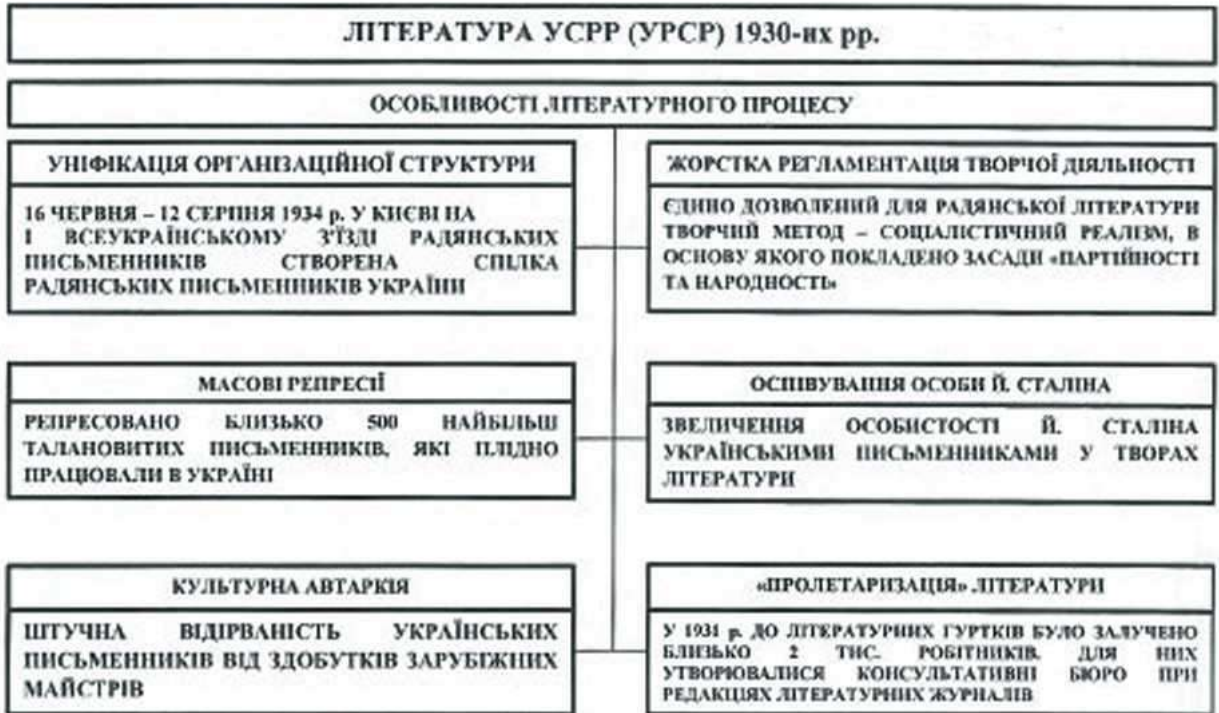 ЛІТЕРАТУРА УСРР (УРСР) 1930-их рр.
ОСОБЛИВОСТІ ЛІТЕРАТУРНОГО ПРОЦЕСУ
УНІФІКАЦІЯ ОРГАНІЗАЦІЙНОЇ СТРУКТУРИ
16 ЧЕРВНЯ – 12 СЕРПНЯ 1934 р. У КИЄВІ НА
І ВСЕУКРАЇНСЬКОМУ З'ЇЗДІ РАДЯНСЬКИХ
ПИСЬМЕННИКІВ СТВОРЕНА СПІЛКА
РАДЯНСЬКИХ ПИСЬМЕННИКІВ УКРАЇНИ
ЖОРСТКА РЕГЛАМЕНТАЦІЯ ТВОРЧОЇ ДІЯЛЬНОСТІ
ЄДИНО ДОЗВОЛЕНИЙ ДЛЯ РАДЯНСЬКОЇ ЛІТЕРАТУРИ
ТВОРЧИЙ МЕТОД – СОЦІАЛІСТИЧНИЙ РЕАЛІЗМ, В
ОСНОВУ ЯКОГО ПОКЛАДЕНО ЗАСАДИ «ПАРТІЙНОСТІ
ТА НАРОДНОСТІ»
МАСОВІ РЕПРЕСІЇ
РЕПРЕСОВАНО БЛИЗЬКО 500 НАЙБІЛЬШ
ТАЛАНОВИТИХ ПИСЬМЕННИКІВ, ЯКІ ПЛІДНО
ПРАЦЮВАЛИ В УКРАЇНІ
ОСПІВУВАННЯ ОСОБИ Й. СТАЛІНА
ЗВЕЛИЧЕННЯ ОСОБИСТОСТІ Й. СТАЛІНА
УКРАЇНСЬКИМИ ПИСЬМЕННИКАМИ У ТВОРАХ
ЛІТЕРАТУРИ
КУЛЬТУРНА АВТАРКІЯ
ШТУЧНА ВІДІРВАНІСТЬ УКРАЇНСЬКИХ
ПИСЬМЕННИКІВ ВІД ЗДОБУТКІВ ЗАРУБІЖНИХ
МАЙСТРІВ
«ПРОЛЕТАРИЗАЦІЯ» ЛІТЕРАТУРИ
У 1931 р. ДО ЛІТЕРАТУРНИХ ГУРТКІВ БУЛО ЗАЛУЧЕНО
БЛИЗЬКО 2 ТИС. РОБІТНИКІВ. ДЛЯ НИХ
УТВОРЮВАЛИСЯ КОНСУЛЬТАТИВНІ БЮРО ПРИ
РЕДАКЦІЯХ ЛІТЕРАТУРНИХ ЖУРНАЛІВ